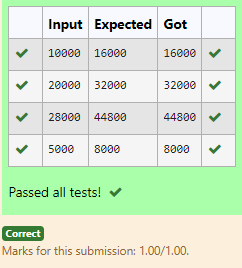 Input Expected Got
10000 16000 16000
20000 32000 32000
28000 44800 44800
5000 8000 8000
Passed all tests!
Correct
Marks for this submission: 1.00/1.00.